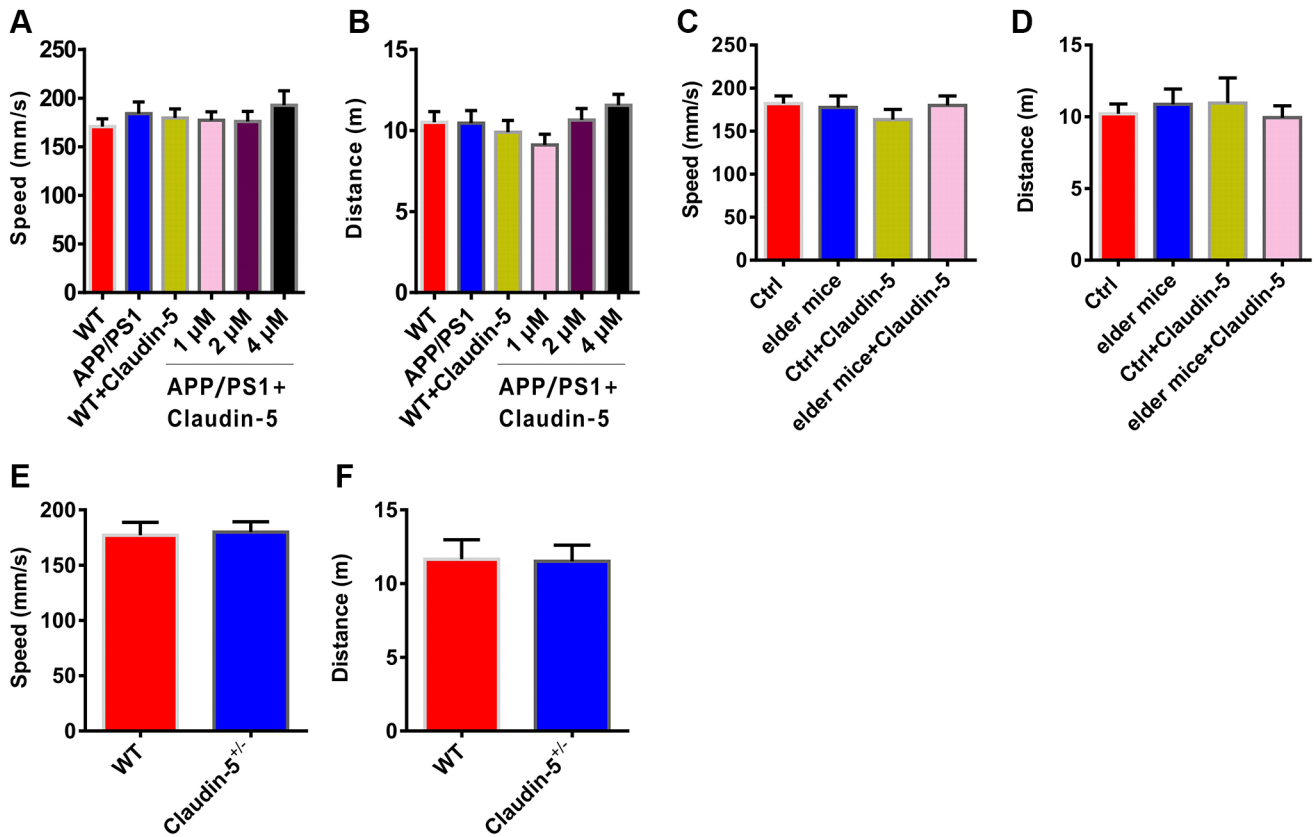 A
Speed (mm/s)
250
200
150
100
50
0
WT
APP/PS1
WT+Claudin-5
1 µM
2 µM
4 µM
APP/PS1+
Claudin-5
B
Distance (m)
15
10
5
0
WT
APP/PS1
WT+Claudin-5
1 µM
2 µM
4 µM
APP/PS1+
Claudin-5
C
Speed (mm/s)
250
200
150
100
50
0
Ctrl
elder mice
Ctrl+Claudin-5
elder mice+Claudin-5
D
Distance (m)
15
10
5
0
Ctrl
elder mice
Ctrl+Claudin-5
elder mice+Claudin-5
E
Speed (mm/s)
200
150
100
50
0
WT
Claudin-5+/-
F
Distance (m)
15
10
5
0
WT
Claudin-5+/-